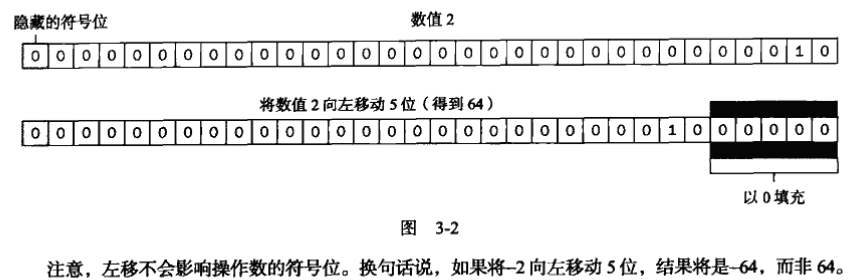 隐藏的符号位
数值 2
0 0 0 0 0 0 0 0 0 0 0 0 0 0 0 0 0 0 0 0 0 0 0 0 0 0 0 0 0 0 1 0
将数值 2 向左移动 5 位（得到 64）
0 0 0 0 0 0 0 0 0 0 0 0 0 0 0 0 0 0 0 0 0 0 0 0 0 1 0 0 0 0 0 0
以 0 填充
图 3-2
注意，左移不会影响操作数的符号位。换句话说，如果将–2 向左移动 5 位，结果将是–64，而非 64。